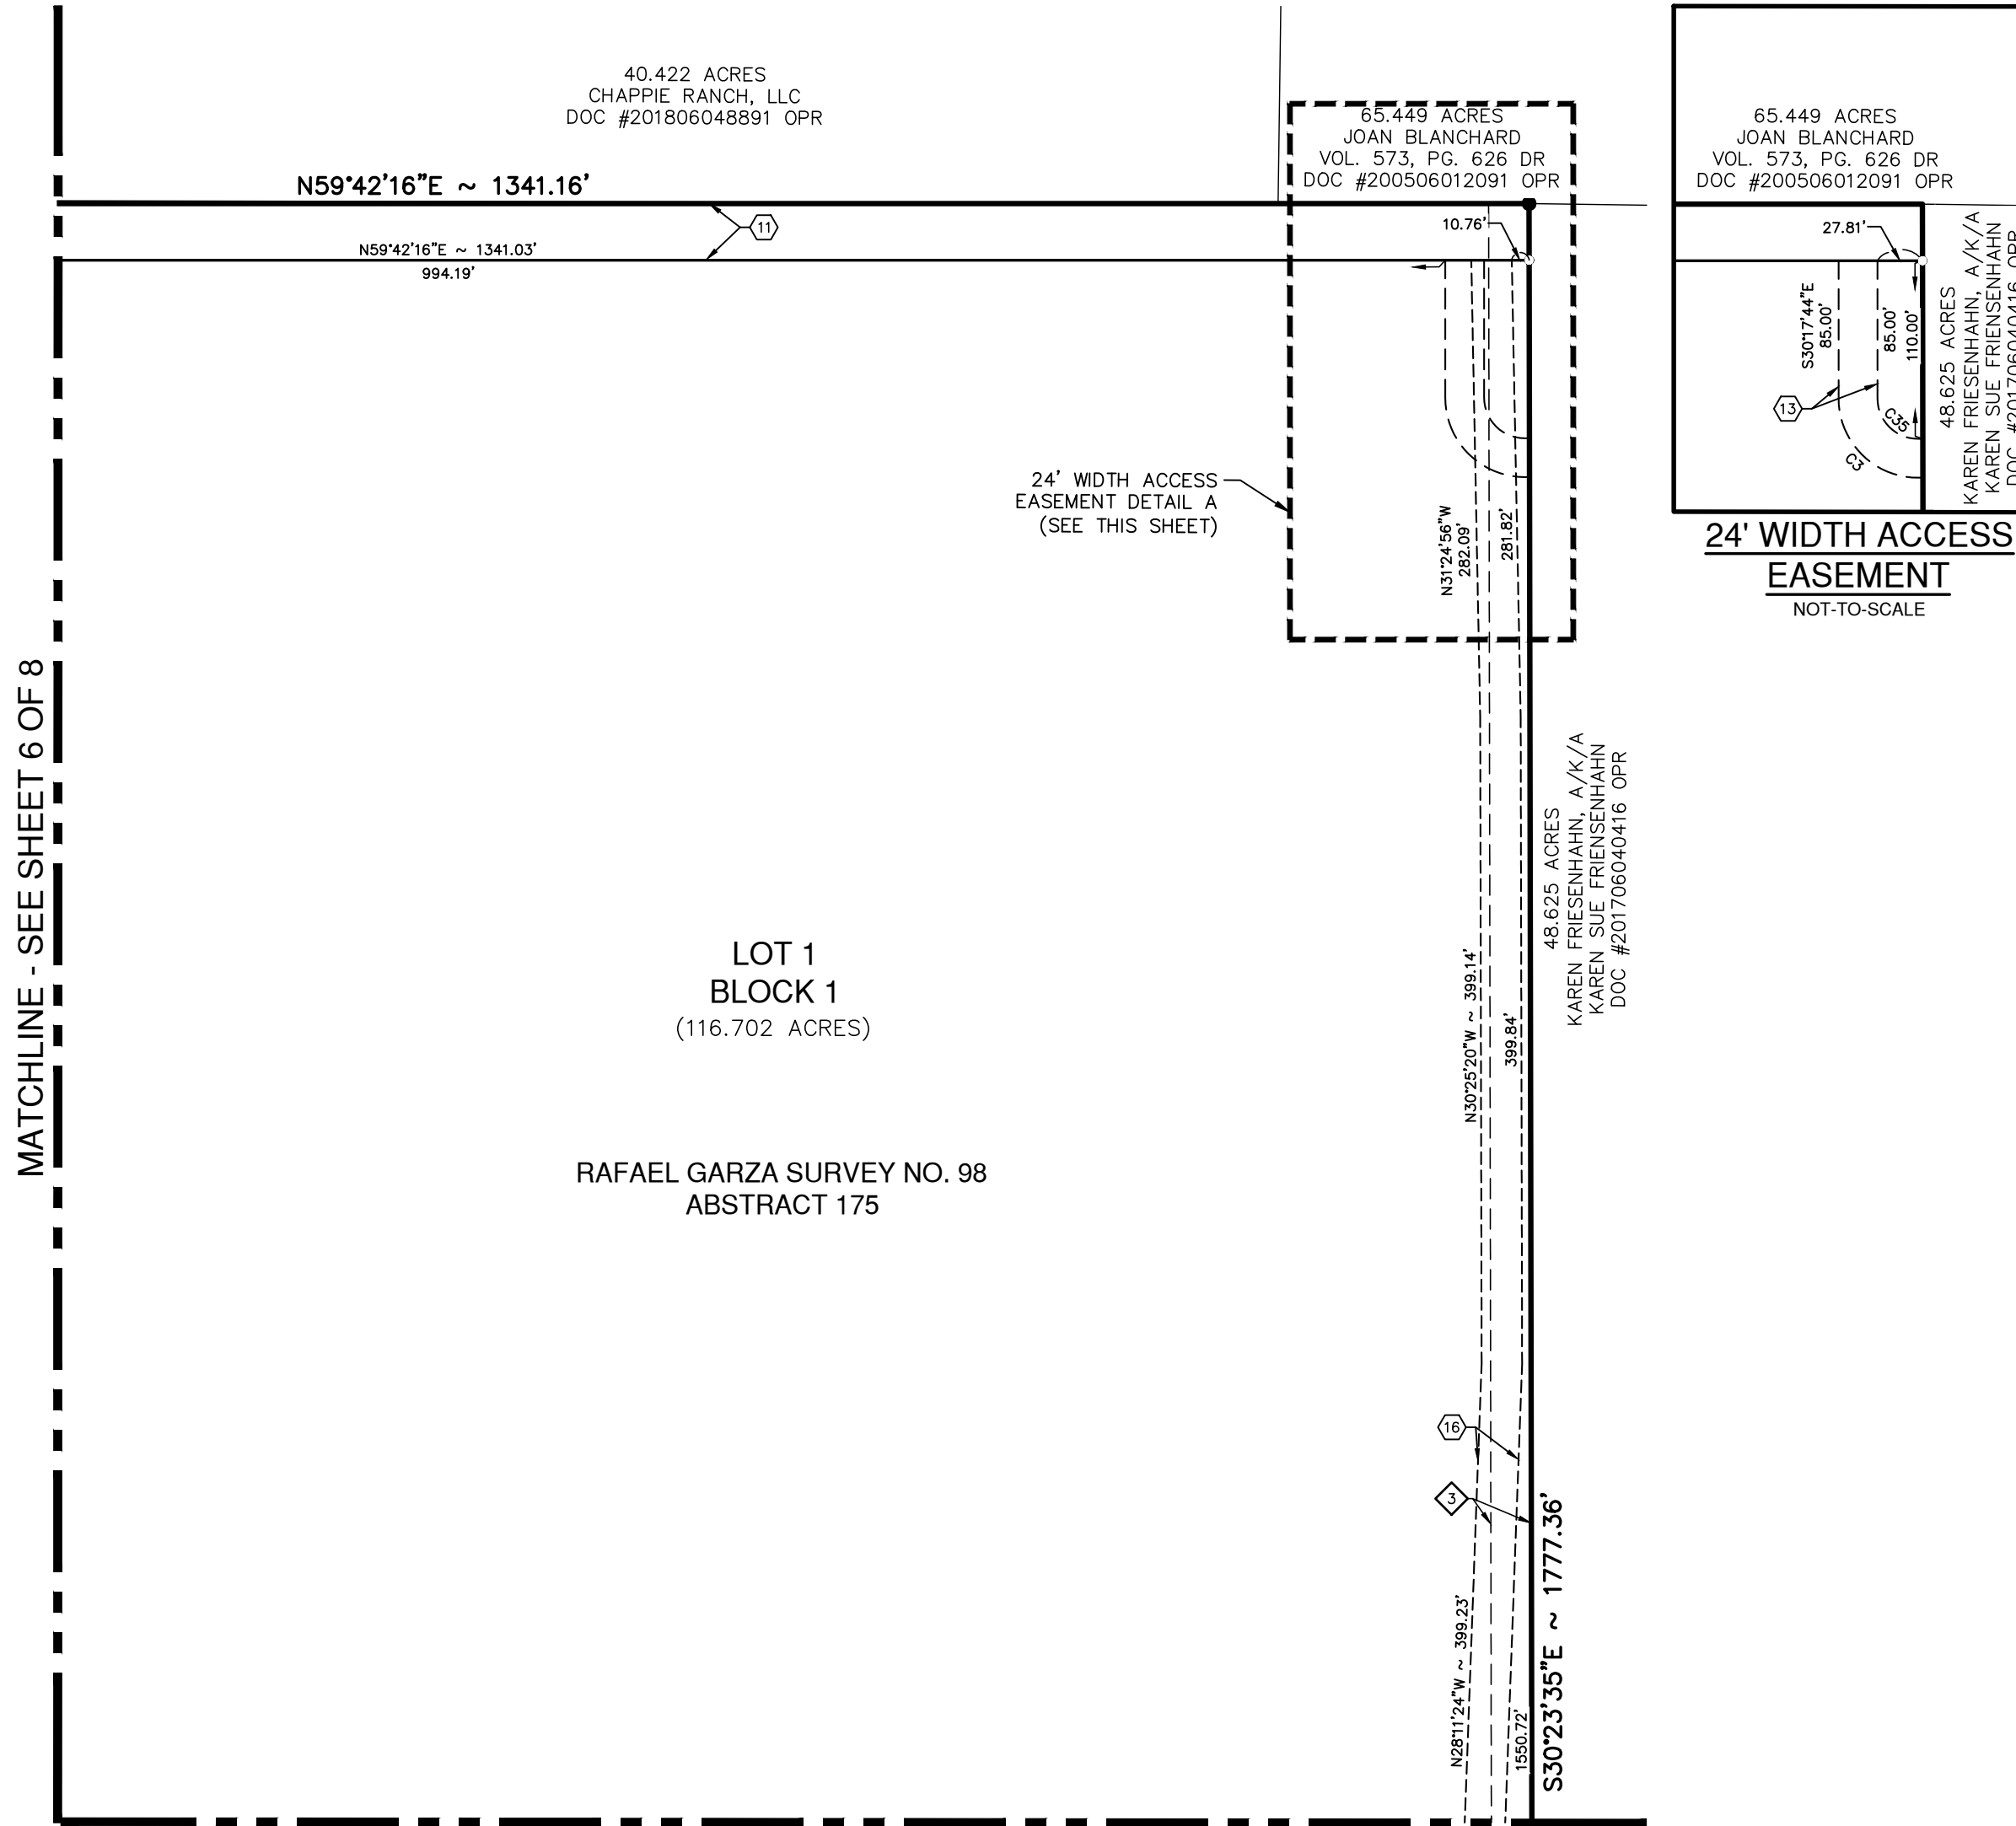 40.422 ACRES
CHAPPIE RANCH, LLC
DOC #201806048891 OPR
65.449 ACRES
JOAN BLANCHARD
VOL. 573, PG. 626 DR
DOC #200506012091 OPR
N59°42'16"E ~ 1341.16'
11
N59°42'16"E ~ 1341.03'
994.19'
10.76'
24' WIDTH ACCESS
EASEMENT DETAIL A
(SEE THIS SHEET)
N31°24'56"W
282.09'
281.82'
65.449 ACRES
JOAN BLANCHARD
VOL. 573, PG. 626 DR
DOC #200506012091 OPR
27.81'
S30°17'44"E
85.00'
85.00'
110.00'
13
C35
C3
48.625 ACRES
KAREN FRIESENHAHN, A/K/A
KAREN SUE FRIENSENHAHN
DOC #201706040416 OPR
24' WIDTH ACCESS
EASEMENT
NOT-TO-SCALE
MATCHLINE - SEE SHEET 6 OF 8
48.625 ACRES
KAREN FRIESENHAHN, A/K/A
KAREN SUE FRIENSENHAHN
DOC #201706040416 OPR
LOT 1
BLOCK 1
(116.702 ACRES)
N30°25'20"W ~ 399.14'
399.84'
RAFAEL GARZA SURVEY NO. 98
ABSTRACT 175
16
3
N28°11'24"W ~ 399.23'
1550.72'
S30°23'35"E ~ 1777.36'